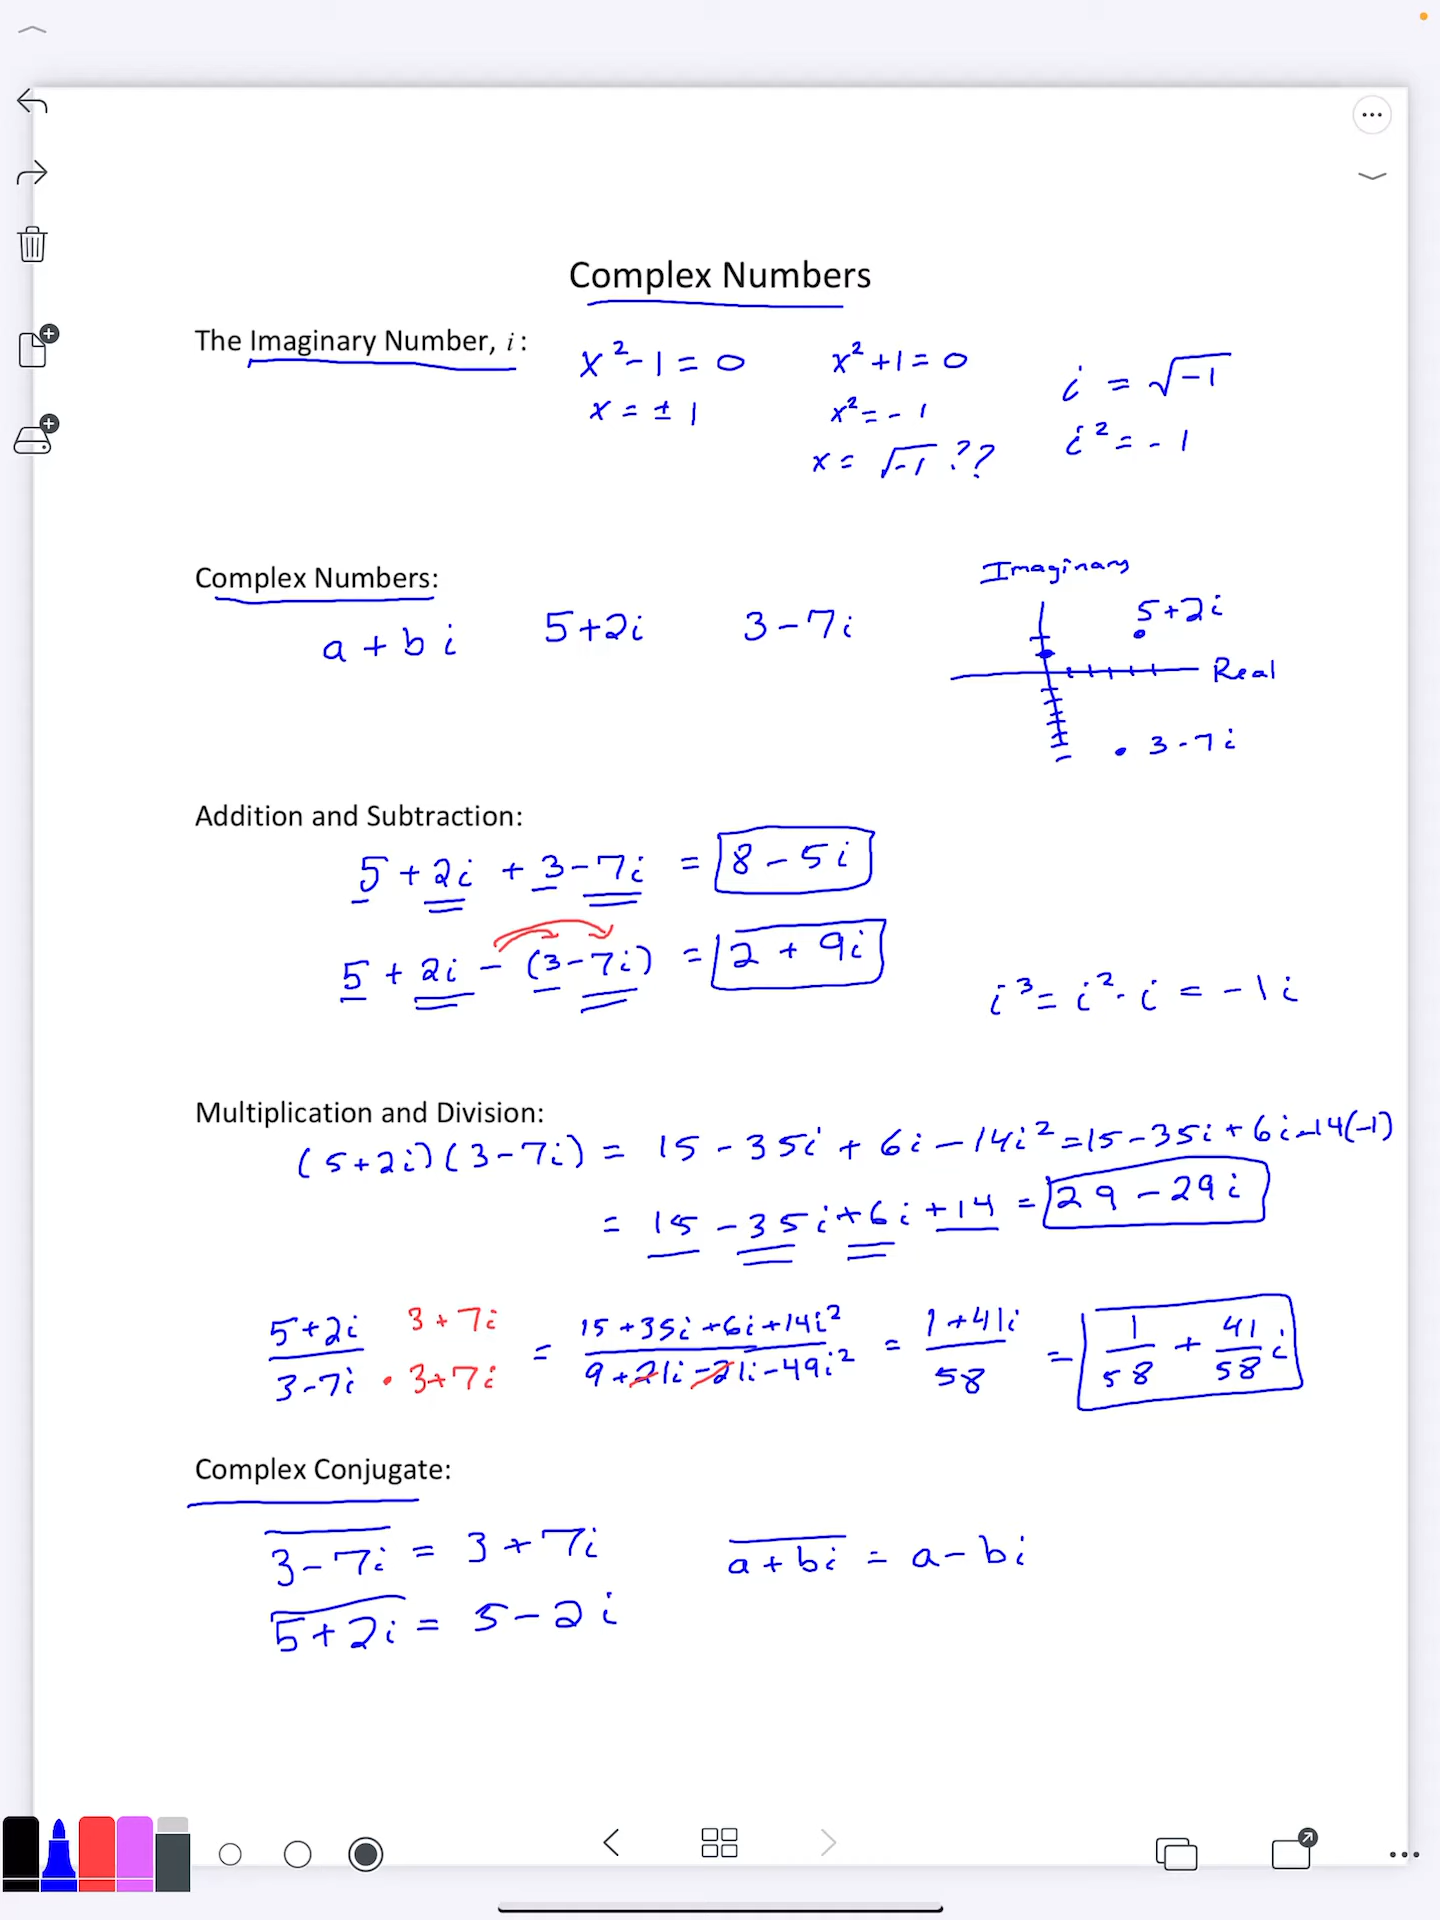 Complex Numbers
The Imaginary Number, i:
x² - 1 = 0
x = ± 1
x² + 1 = 0
x² = - 1
x = √-1 ??
i = √-1
i² = - 1
Complex Numbers:
a + b i
5+2i
3-7i
Imaginary
5+2i
Real
3-7i
Addition and Subtraction:
5 + 2i + 3 - 7i = 8 - 5i
5 + 2i - (3 - 7i) = 2 + 9i
i³ = i² · i = -1i
Multiplication and Division:
(5+2i)(3-7i) = 15 - 35i + 6i - 14i² = 15 - 35i + 6i - 14(-1)
= 15 - 35i + 6i + 14 = 29 - 29i
(5+2i)/(3-7i) · (3+7i)/(3+7i) = (15+35i+6i+14i²)/(9+21i-21i-49i²) = (1+41i)/58 = 1/58 + 41/58 i
Complex Conjugate:
3̅ ̅-̅ ̅7̅i̅ = 3 + 7i
a̅ ̅+̅ ̅b̅i̅ = a - bi
5̅ ̅+̅ ̅2̅i̅ = 5 - 2i